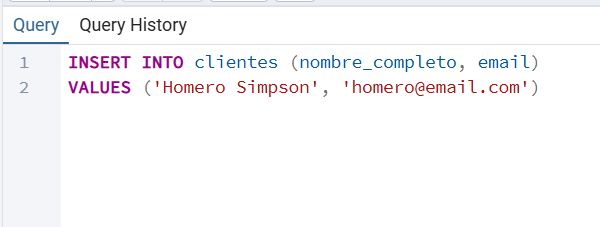 Query Query History
1 INSERT INTO clientes (nombre_completo, email)
2 VALUES ('Homero Simpson', 'homero@email.com')